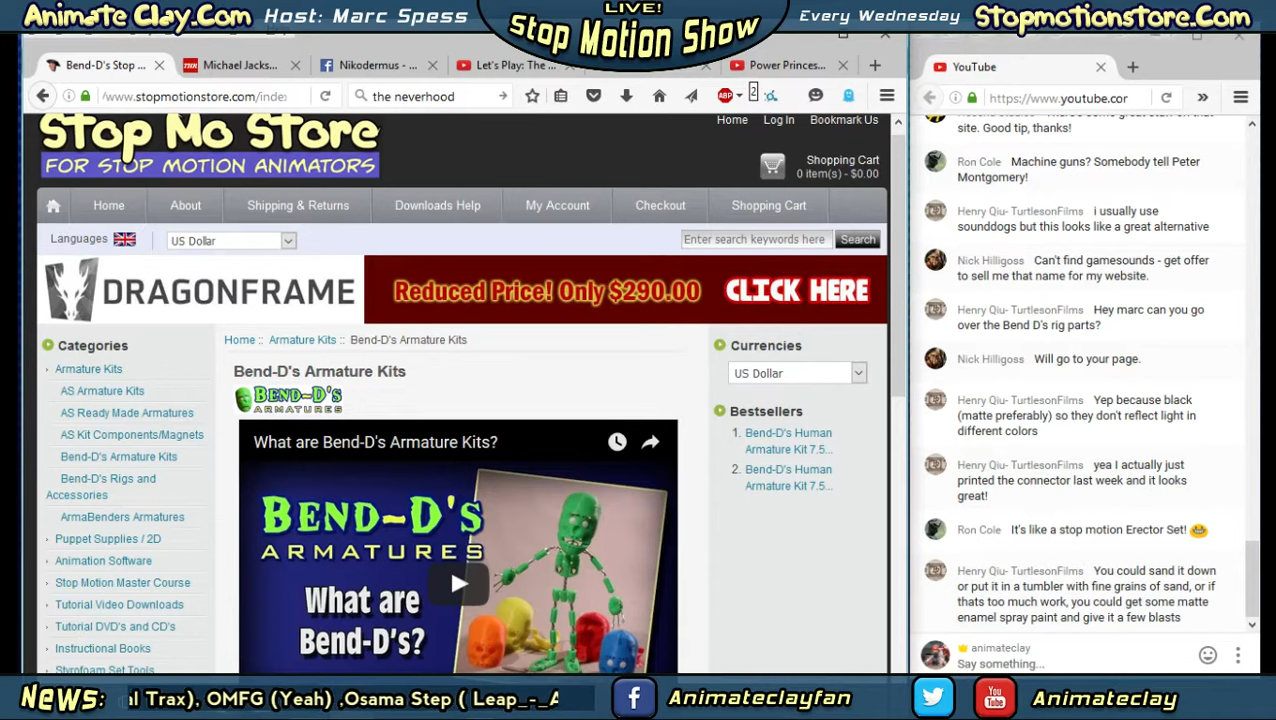 Animate Clay.Com
Host: Marc Spess
LIVE!
Stop Motion Show
Every Wednesday
Stopmotionstore.Com
Bend-D's Stop ...
Michael Jacks...
Nikodermus - ...
Let's Play: The ...
Power Princes...
/www.stopmotionstore.com/inde
the neverhood
ABP
2
Stop Mo Store
FOR STOP MOTION ANIMATORS
Home
Log In
Bookmark Us
Shopping Cart
0 item(s) - $0.00
Home
About
Shipping & Returns
Downloads Help
My Account
Checkout
Shopping Cart
Languages
US Dollar
Enter search keywords here
Search
DRAGONFRAME
Reduced Price! Only $290.00
CLICK HERE
Categories
Armature Kits
AS Armature Kits
AS Ready Made Armatures
AS Kit Components/Magnets
Bend-D's Armature Kits
Bend-D's Rigs and
Accessories
ArmaBenders Armatures
Puppet Supplies / 2D
Animation Software
Stop Motion Master Course
Tutorial Video Downloads
Tutorial DVD's and CD's
Instructional Books
Styrofoam Set Tools
Home :: Armature Kits :: Bend-D's Armature Kits
Bend-D's Armature Kits
BEND~D'S
ARMATURES
What are Bend-D's Armature Kits?
BEND~D'S
ARMATURES
What are
Bend-D's?
Currencies
US Dollar
Bestsellers
1. Bend-D's Human
Armature Kit 7.5...
2. Bend-D's Human
Armature Kit 7.5...
YouTube
https://www.youtube.cor
site. Good tip, thanks!
Ron Cole Machine guns? Somebody tell Peter
Montgomery!
Henry Qiu- TurtlesonFilms i usually use
sounddogs but this looks like a great alternative
Nick Hilligoss Can't find gamesounds - get offer
to sell me that name for my website.
Henry Qiu- TurtlesonFilms Hey marc can you go
over the Bend D's rig parts?
Nick Hilligoss Will go to your page.
Henry Qiu- TurtlesonFilms Yep because black
(matte preferably) so they don't reflect light in
different colors
Henry Qiu- TurtlesonFilms yea I actually just
printed the connector last week and it looks
great!
Ron Cole It's like a stop motion Erector Set!
Henry Qiu- TurtlesonFilms You could sand it down
or put it in a tumbler with fine grains of sand, or if
thats too much work, you could get some matte
enamel spray paint and give it a few blasts
animateclay
Say something...
News:
al Trax), OMFG (Yeah) ,Osama Step ( Leap_-_A
Animateclayfan
You Tube
Animateclay